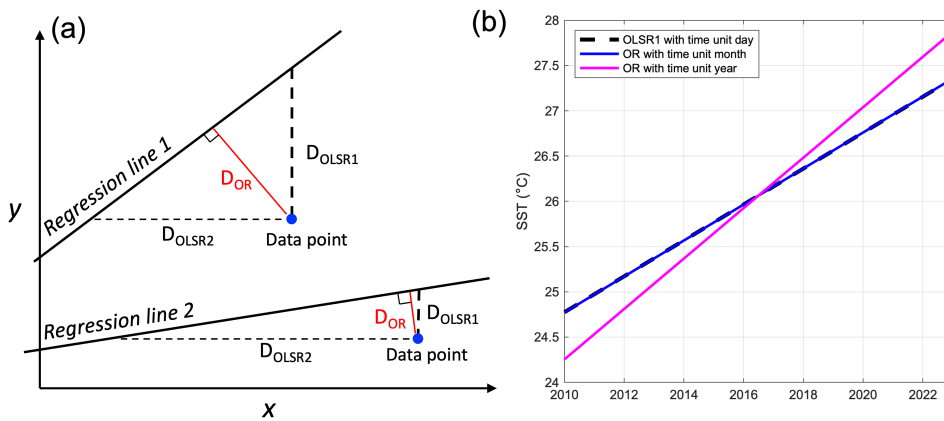 (a)
y
Regression line 1
D_OLSR1
D_OR
D_OLSR2
Data point
Regression line 2
D_OLSR1
D_OR
D_OLSR2
Data point
x
(b)
OLSR1 with time unit day
OR with time unit month
OR with time unit year
SST (°C)
28
27.5
27
26.5
26
25.5
25
24.5
24
2010 2012 2014 2016 2018 2020 2022